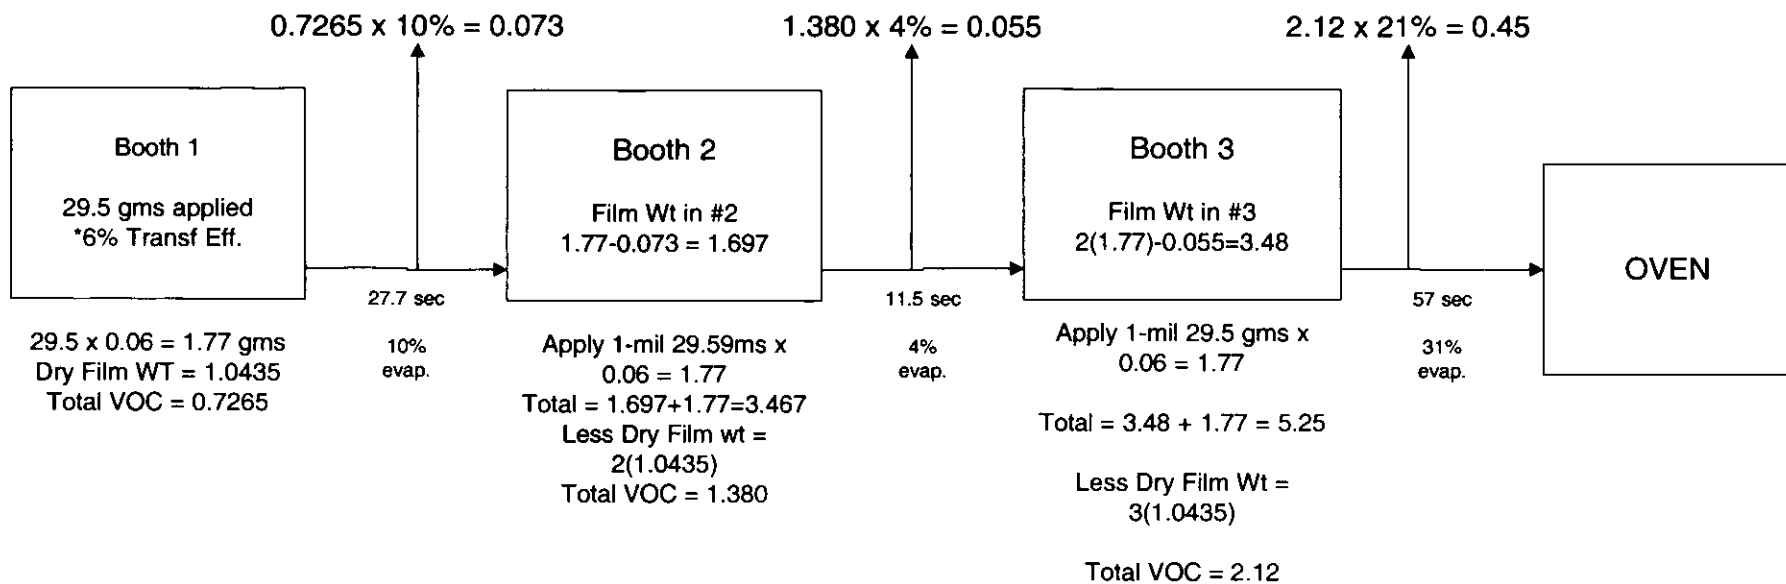 0.7265 x 10% = 0.073
1.380 x 4% = 0.055
2.12 x 21% = 0.45
Booth 1
29.5 gms applied
*6% Transf Eff.
Booth 2
Film Wt in #2
1.77-0.073 = 1.697
Booth 3
Film Wt in #3
2(1.77)-0.055=3.48
OVEN
27.7 sec
10%
evap.
11.5 sec
4%
evap.
57 sec
31%
evap.
29.5 x 0.06 = 1.77 gms
Dry Film WT = 1.0435
Total VOC = 0.7265
Apply 1-mil 29.59ms x
0.06 = 1.77
Total = 1.697+1.77=3.467
Less Dry Film wt =
2(1.0435)
Total VOC = 1.380
Apply 1-mil 29.5 gms x
0.06 = 1.77
Total = 3.48 + 1.77 = 5.25
Less Dry Film Wt =
3(1.0435)
Total VOC = 2.12